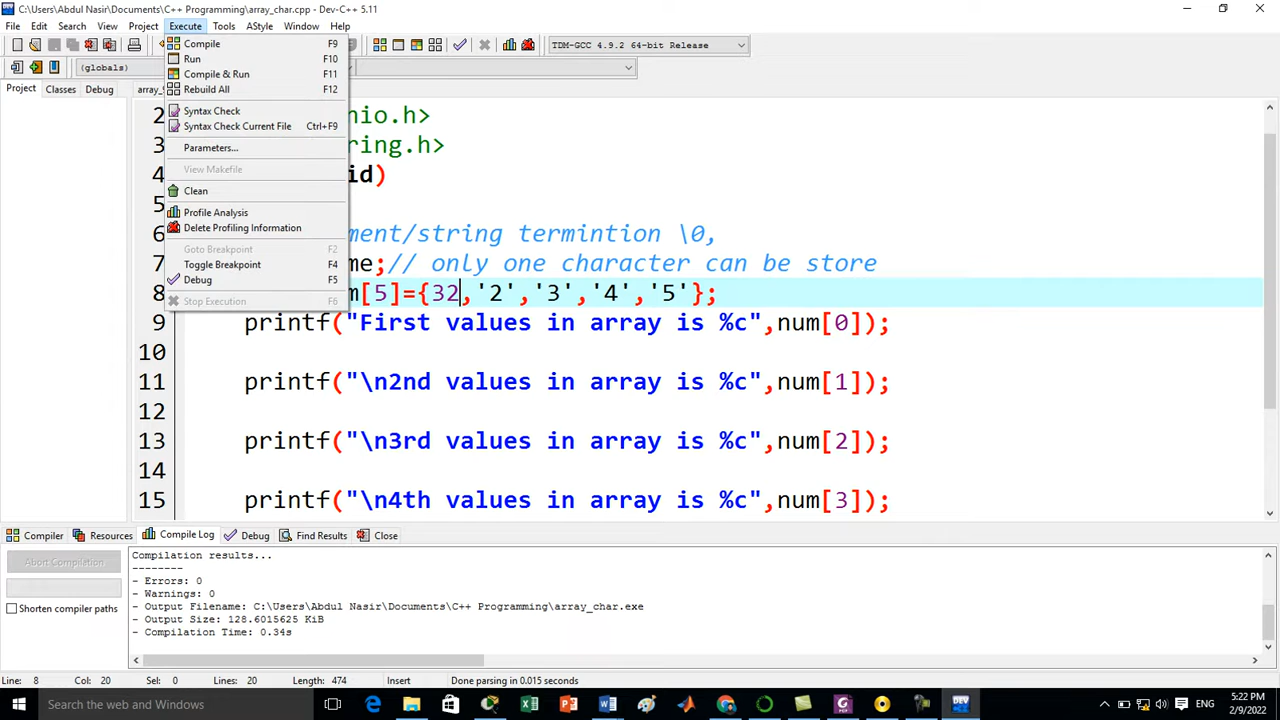 C:\Users\Abdul Nasir\Documents\C++ Programming\array_char.cpp - Dev-C++ 5.11
File Edit Search View Project Execute Tools AStyle Window Help
TDM-GCC 4.9.2 64-bit Release
(globals)
Project Classes Debug
Compile F9
Run F10
Compile & Run F11
Rebuild All F12
Syntax Check
Syntax Check Current File Ctrl+F9
Parameters...
View Makefile
Clean
Profile Analysis
Delete Profiling Information
Goto Breakpoint F2
Toggle Breakpoint F4
Debug F5
Stop Execution F6
2 nio.h>
3 ring.h>
4 id)
5
6 ment/string termintion \0,
7 me;// only one character can be store
8 m[5]={32,'2','3','4','5'};
9 printf("First values in array is %c",num[0]);
10
11 printf("\n2nd values in array is %c",num[1]);
12
13 printf("\n3rd values in array is %c",num[2]);
14
15 printf("\n4th values in array is %c",num[3]);
Compiler Resources Compile Log Debug Find Results Close
Abort Compilation
Shorten compiler paths
Compilation results...
--------
- Errors: 0
- Warnings: 0
- Output Filename: C:\Users\Abdul Nasir\Documents\C++ Programming\array_char.exe
- Output Size: 128.6015625 KiB
- Compilation Time: 0.34s
Line: 8 Col: 20 Sel: 0 Lines: 20 Length: 474 Insert Done parsing in 0.015 seconds
Search the web and Windows
ENG
5:22 PM
2/9/2022